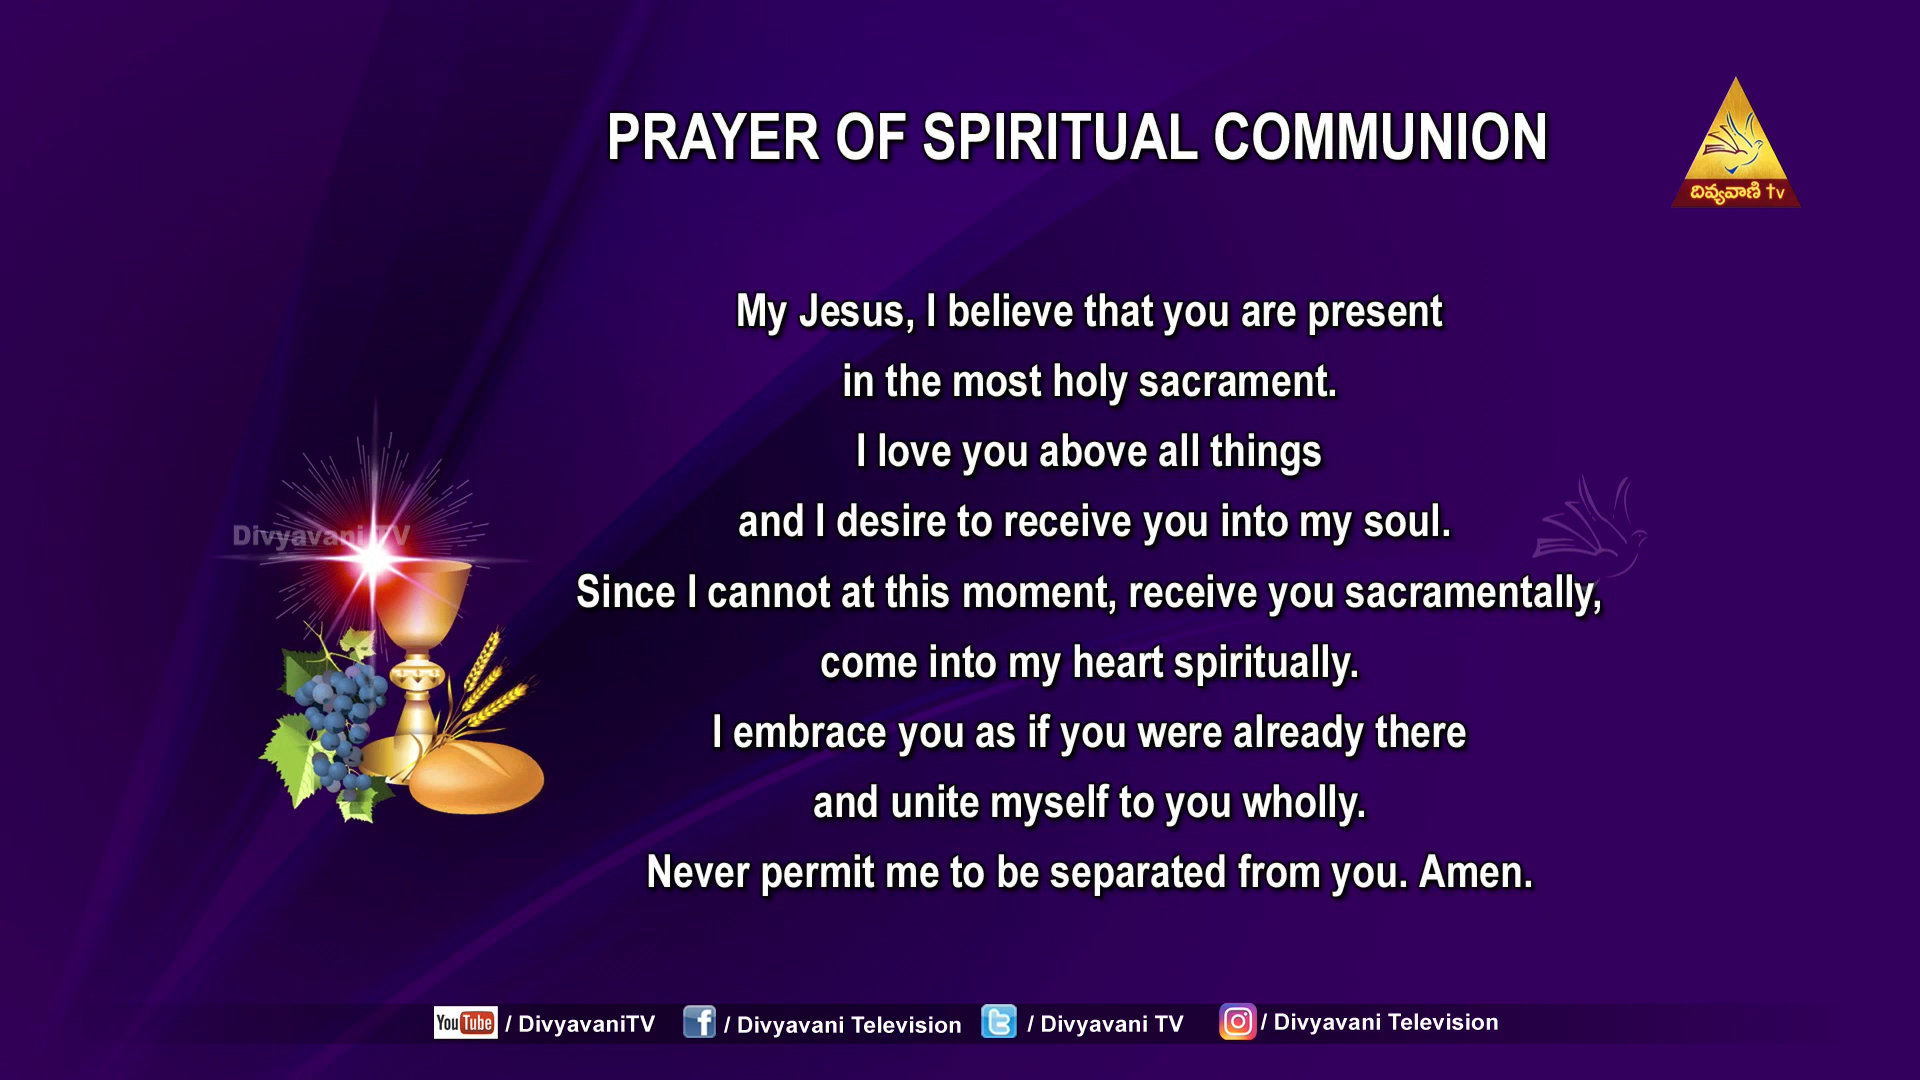 PRAYER OF SPIRITUAL COMMUNION
దివ్యవాణి tv
My Jesus, I believe that you are present
in the most holy sacrament.
I love you above all things
and I desire to receive you into my soul.
Divyavani TV
Since I cannot at this moment, receive you sacramentally,
come into my heart spiritually.
I embrace you as if you were already there
and unite myself to you wholly.
Never permit me to be separated from you. Amen.
YouTube / DivyavaniTV f / Divyavani Television / Divyavani TV / Divyavani Television